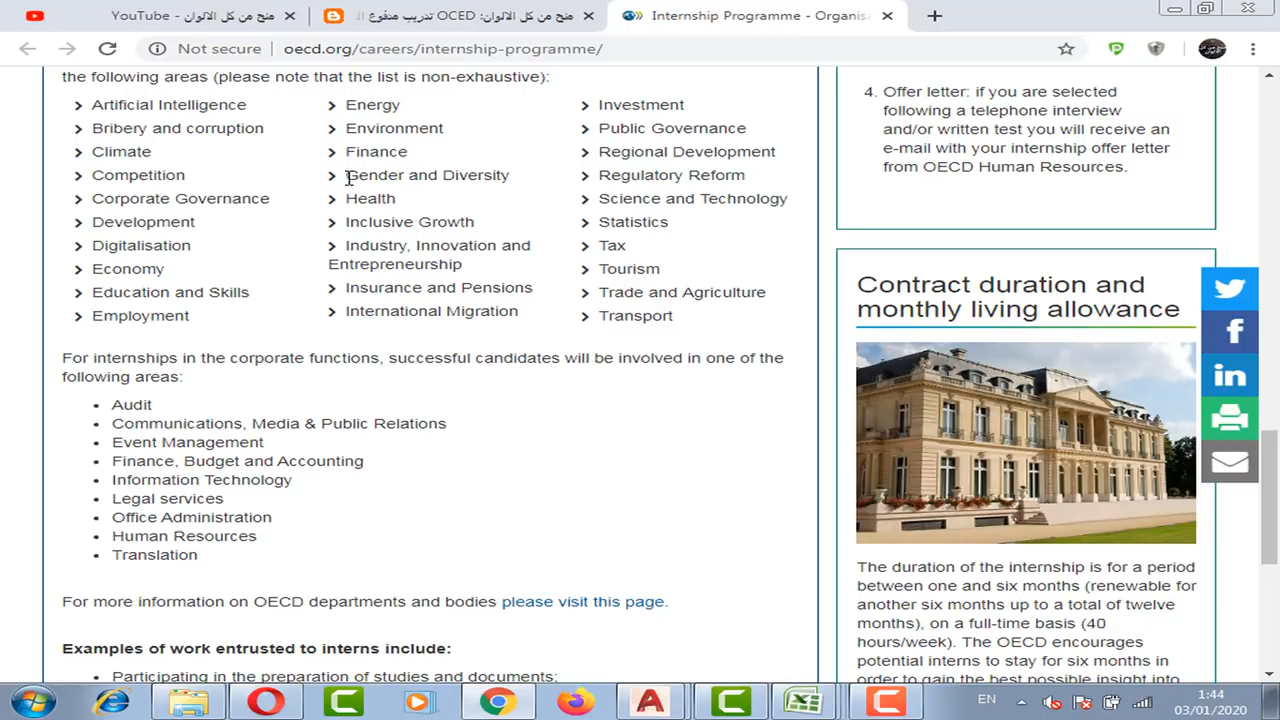 منح من كل الالوان - YouTube
منح من كل الالوان: OCED تدريب مدفوع ا
Internship Programme - Organis
Not secure
oecd.org/careers/internship-programme/
the following areas (please note that the list is non-exhaustive):
Artificial Intelligence
Bribery and corruption
Climate
Competition
Corporate Governance
Development
Digitalisation
Economy
Education and Skills
Employment
Energy
Environment
Finance
Gender and Diversity
Health
Inclusive Growth
Industry, Innovation and
Entrepreneurship
Insurance and Pensions
International Migration
Investment
Public Governance
Regional Development
Regulatory Reform
Science and Technology
Statistics
Tax
Tourism
Trade and Agriculture
Transport
For internships in the corporate functions, successful candidates will be involved in one of the
following areas:
Audit
Communications, Media & Public Relations
Event Management
Finance, Budget and Accounting
Information Technology
Legal services
Office Administration
Human Resources
Translation
For more information on OECD departments and bodies please visit this page.
Examples of work entrusted to interns include:
Participating in the preparation of studies and documents;
4. Offer letter: if you are selected
following a telephone interview
and/or written test you will receive an
e-mail with your internship offer letter
from OECD Human Resources.
Contract duration and
monthly living allowance
The duration of the internship is for a period
between one and six months (renewable for
another six months up to a total of twelve
months), on a full-time basis (40
hours/week). The OECD encourages
potential interns to stay for six months in
order to gain the best possible insight into
EN
1:44
03/01/2020